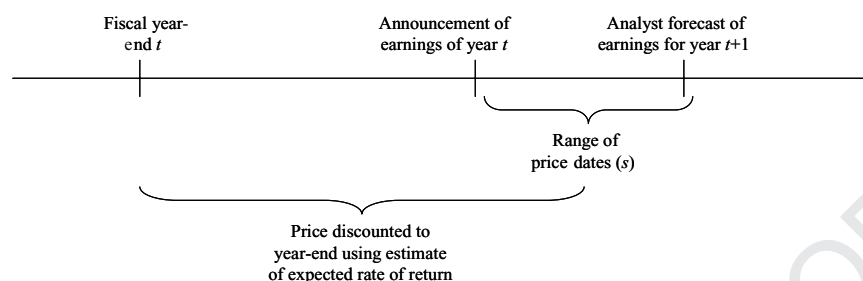 Fiscal year-
end t
Announcement of
earnings of year t
Analyst forecast of
earnings for year t+1
Range of
price dates (s)
Price discounted to
year-end using estimate
of expected rate of return